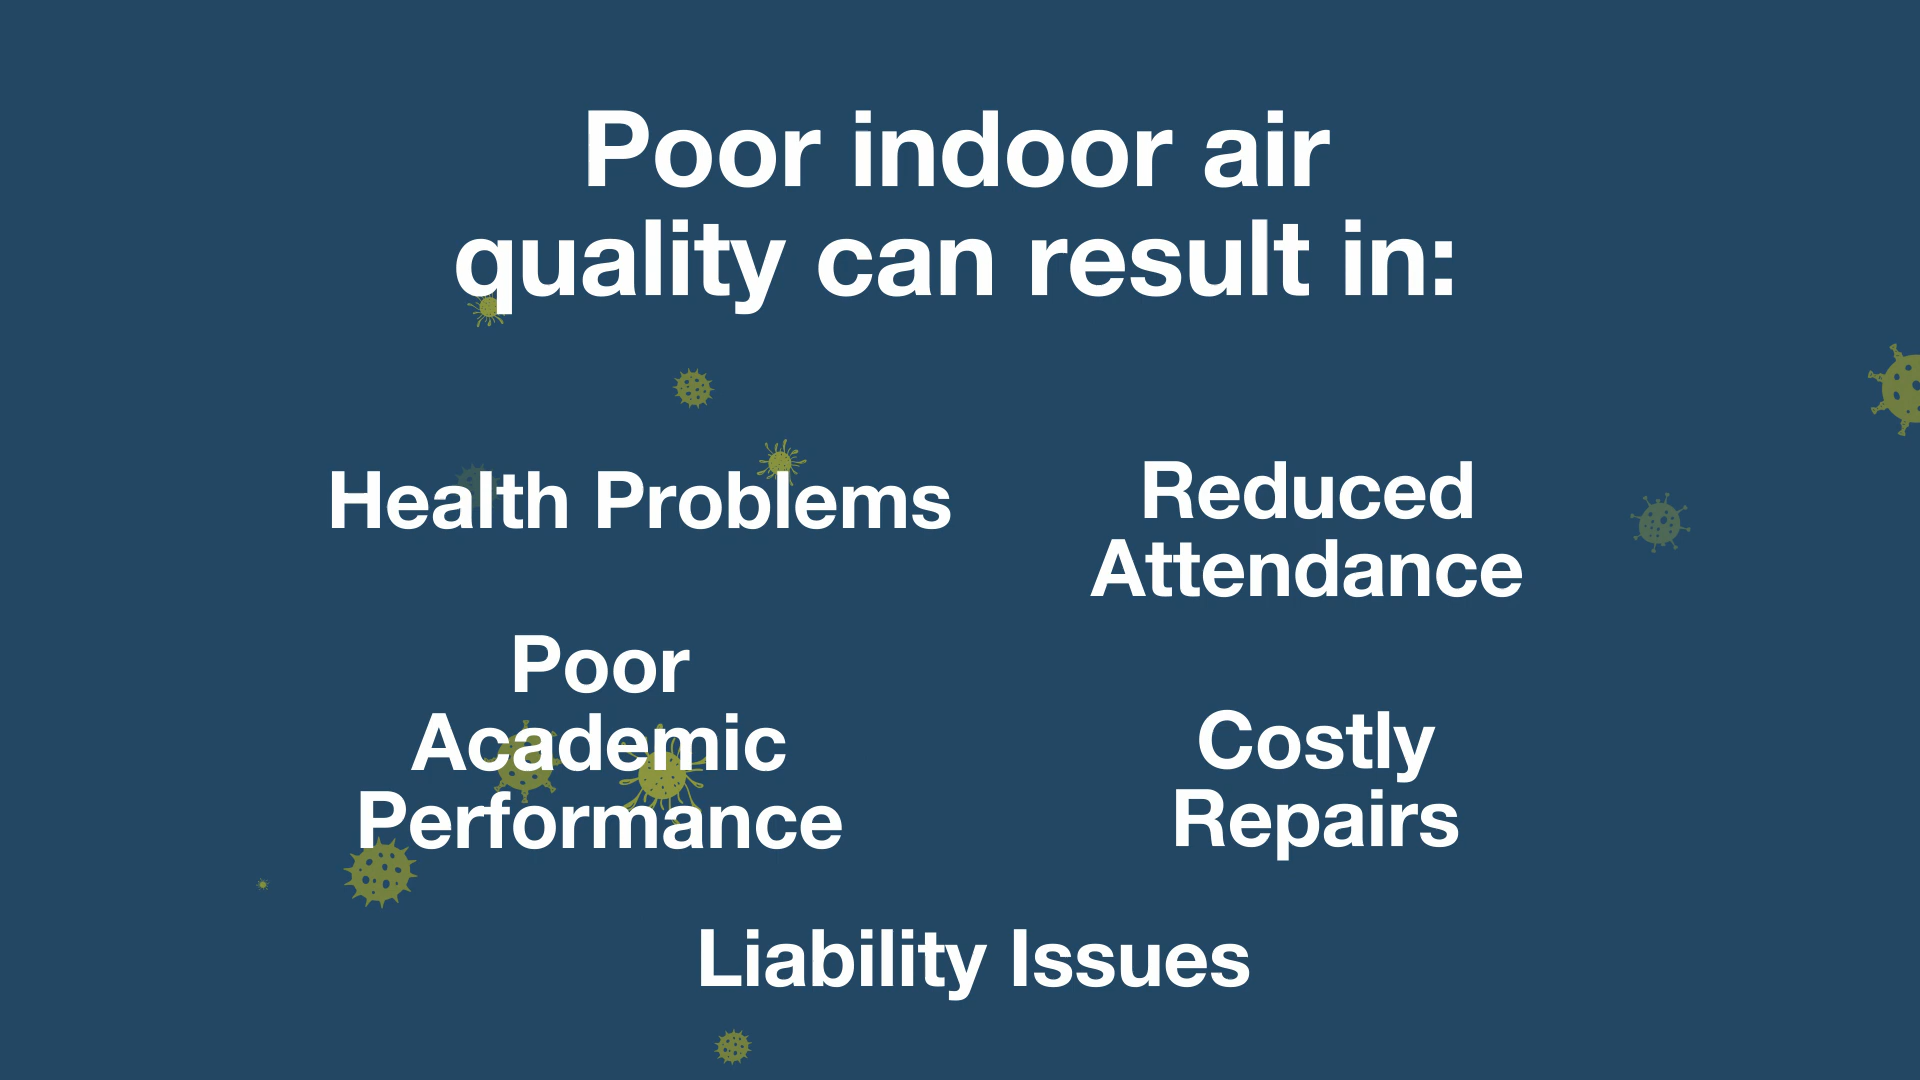 Poor indoor air
quality can result in:
Health Problems
Reduced
Attendance
Poor
Academic
Performance
Costly
Repairs
Liability Issues